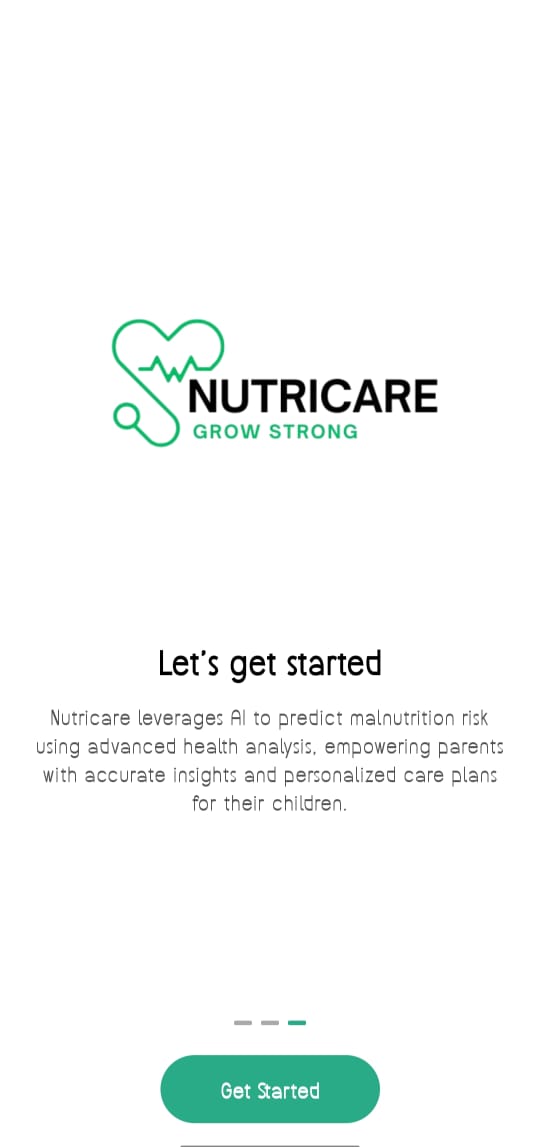 NUTRICARE
GROW STRONG
Let's get started
Nutricare leverages AI to predict malnutrition risk
using advanced health analysis, empowering parents
with accurate insights and personalized care plans
for their children.
Get Started